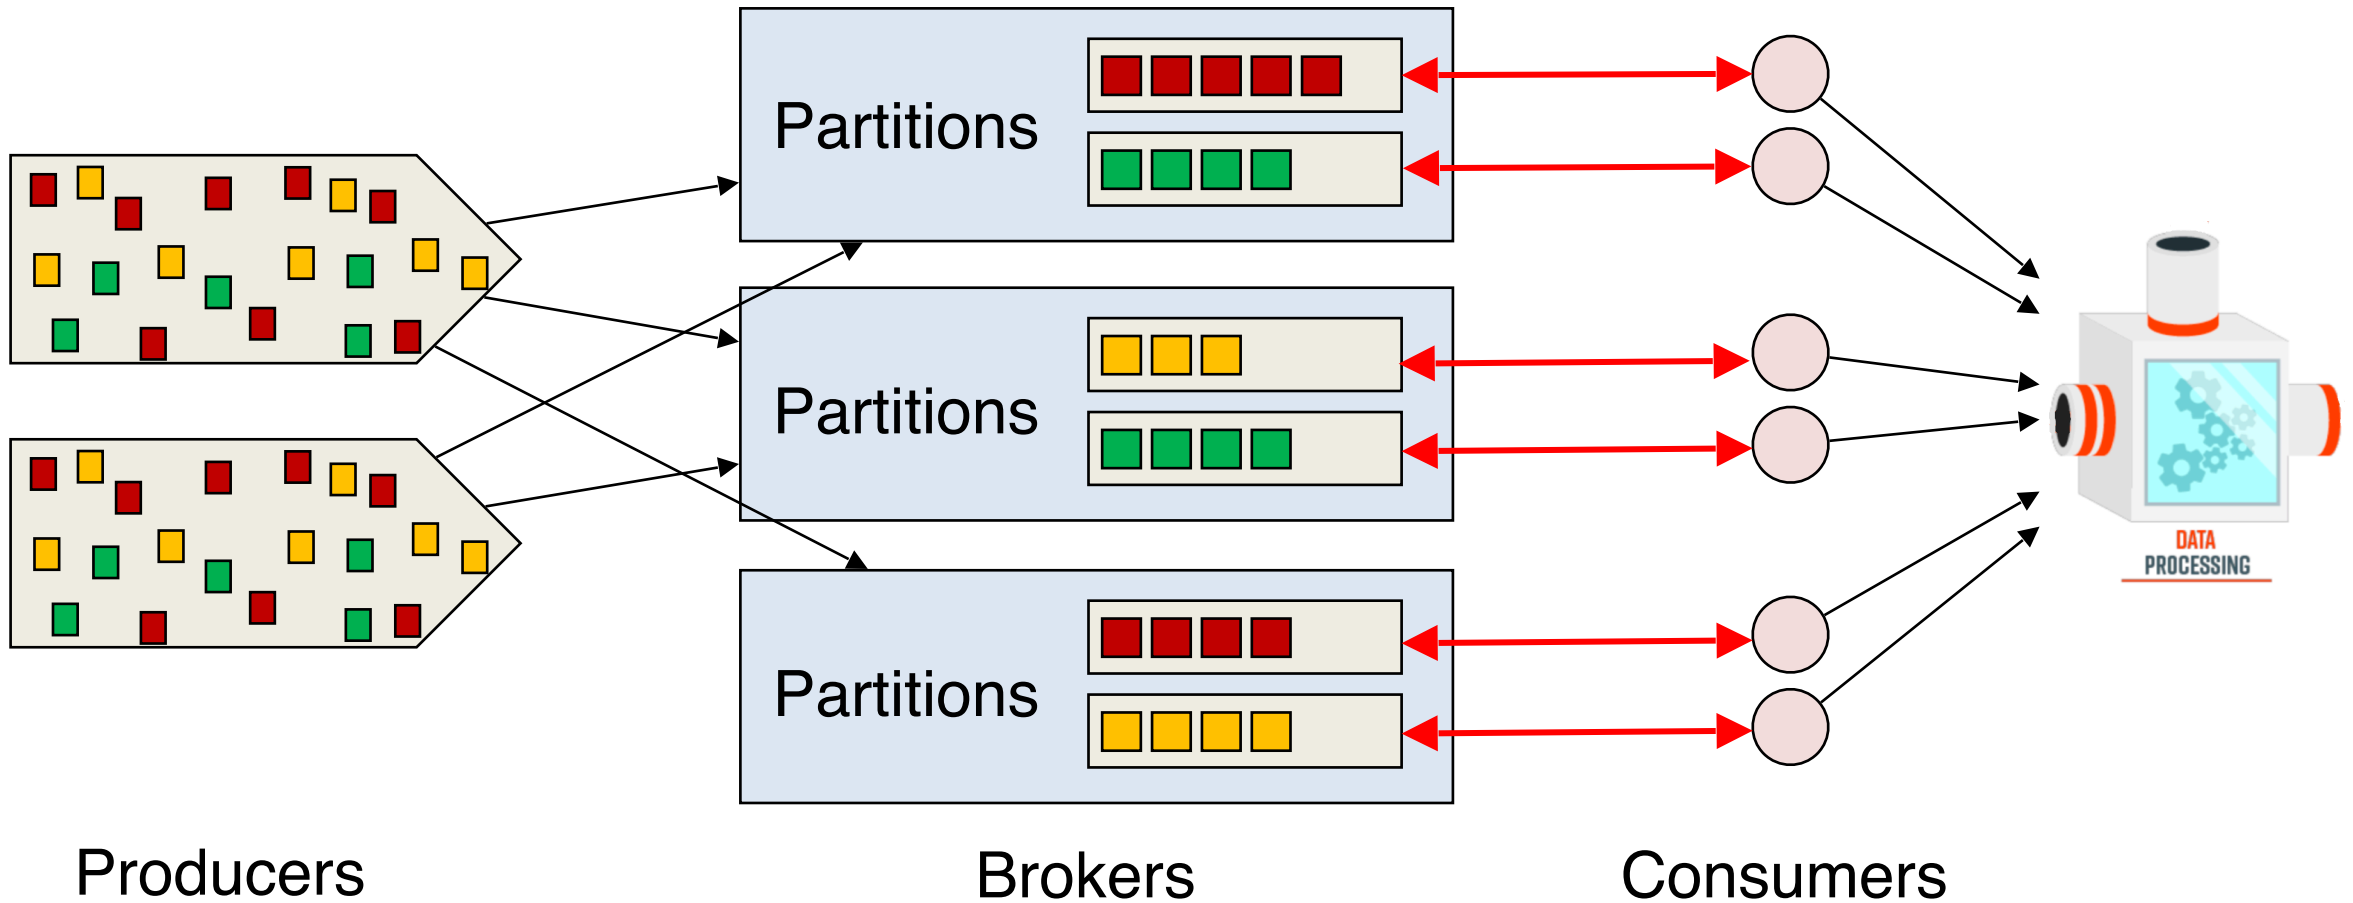 Partitions
Partitions
Partitions
DATA
PROCESSING
Producers
Brokers
Consumers